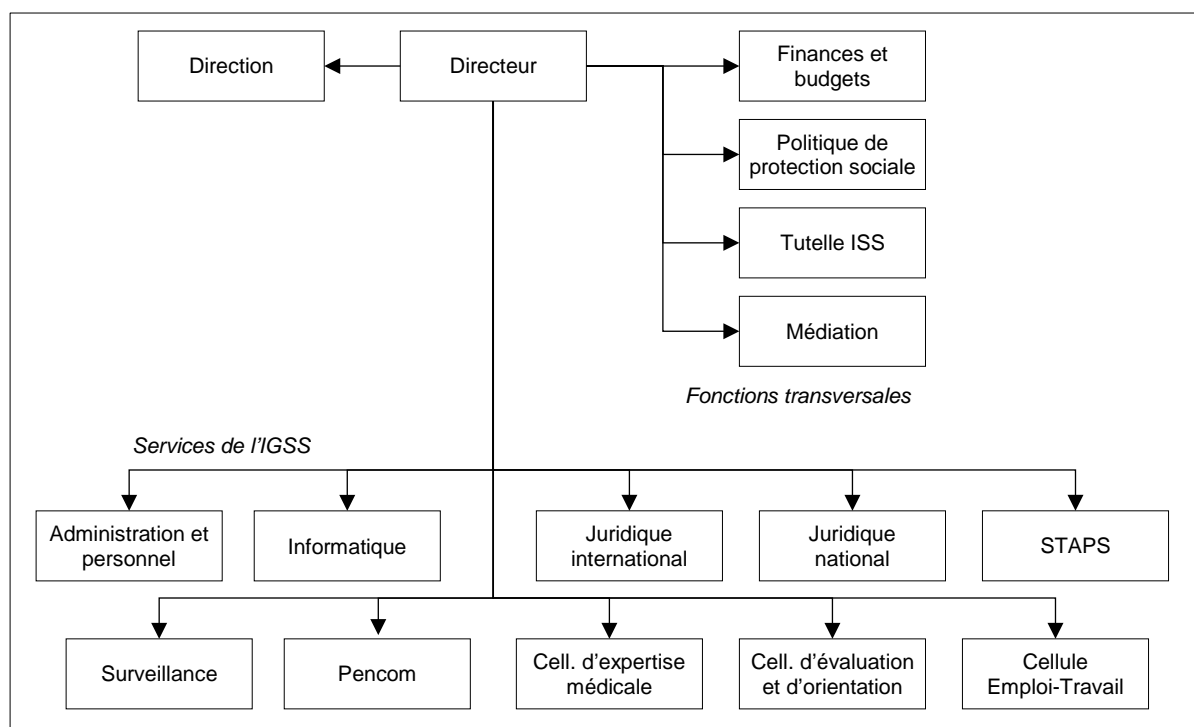 Direction
Directeur
Finances et
budgets
Politique de
protection sociale
Tutelle ISS
Médiation
Fonctions transversales
Services de l’IGSS
Administration et
personnel
Informatique
Juridique
international
Juridique
national
STAPS
Surveillance
Pencom
Cell. d’expertise
médicale
Cell. d’évaluation
et d’orientation
Cellule
Emploi-Travail